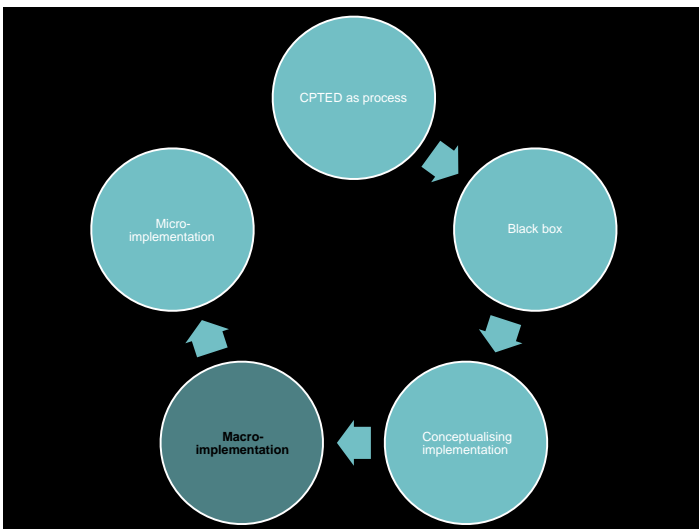 CPTED as process
Black box
Conceptualising
implementation
Macro-
implementation
Micro-
implementation